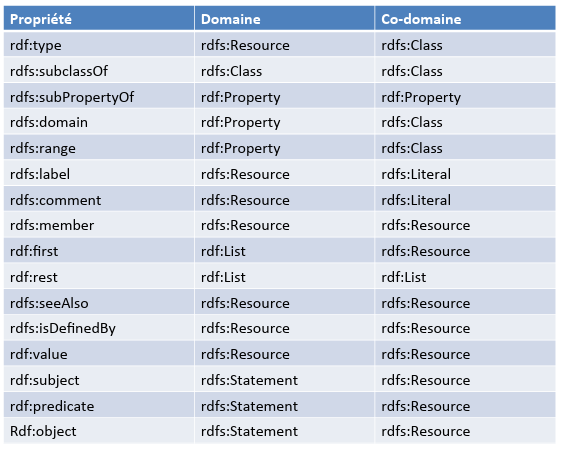 Propriété Domaine Co-domaine
rdf:type rdfs:Resource rdfs:Class
rdfs:subclassOf rdfs:Class rdfs:Class
rdfs:subPropertyOf rdf:Property rdf:Property
rdfs:domain rdf:Property rdfs:Class
rdfs:range rdf:Property rdfs:Class
rdfs:label rdfs:Resource rdfs:Literal
rdfs:comment rdfs:Resource rdfs:Literal
rdfs:member rdfs:Resource rdfs:Resource
rdf:first rdf:List rdfs:Resource
rdf:rest rdf:List rdf:List
rdfs:seeAlso rdfs:Resource rdfs:Resource
rdfs:isDefinedBy rdfs:Resource rdfs:Resource
rdf:value rdfs:Resource rdfs:Resource
rdf:subject rdfs:Statement rdfs:Resource
rdf:predicate rdfs:Statement rdfs:Resource
Rdf:object rdfs:Statement rdfs:Resource